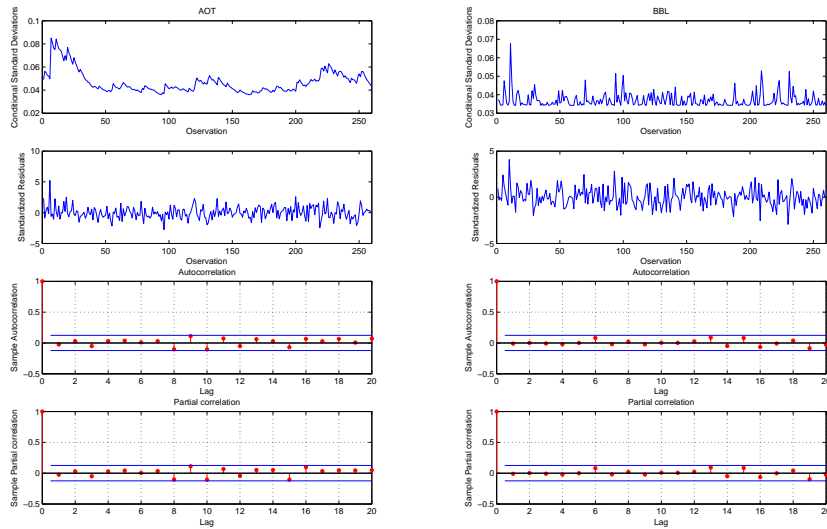 AOT
Conditional Standard Deviations
0.1
0.08
0.06
0.04
0.02
0 50 100 150 200 250
Oservation
Standardized Residuals
10
5
0
−5
0 50 100 150 200 250
Oservation
Autocorrelation
Sample Autocorrelation
1
0.5
0
−0.5
0 2 4 6 8 10 12 14 16 18 20
Lag
Partial correlation
Sample Partial correlation
1
0.5
0
−0.5
0 2 4 6 8 10 12 14 16 18 20
Lag
BBL
Conditional Standard Deviations
0.08
0.07
0.06
0.05
0.04
0.03
0 50 100 150 200 250
Oservation
Standardized Residuals
5
0
−5
0 50 100 150 200 250
Oservation
Autocorrelation
Sample Autocorrelation
1
0.5
0
−0.5
0 2 4 6 8 10 12 14 16 18 20
Lag
Partial correlation
Sample Partial correlation
1
0.5
0
−0.5
0 2 4 6 8 10 12 14 16 18 20
Lag